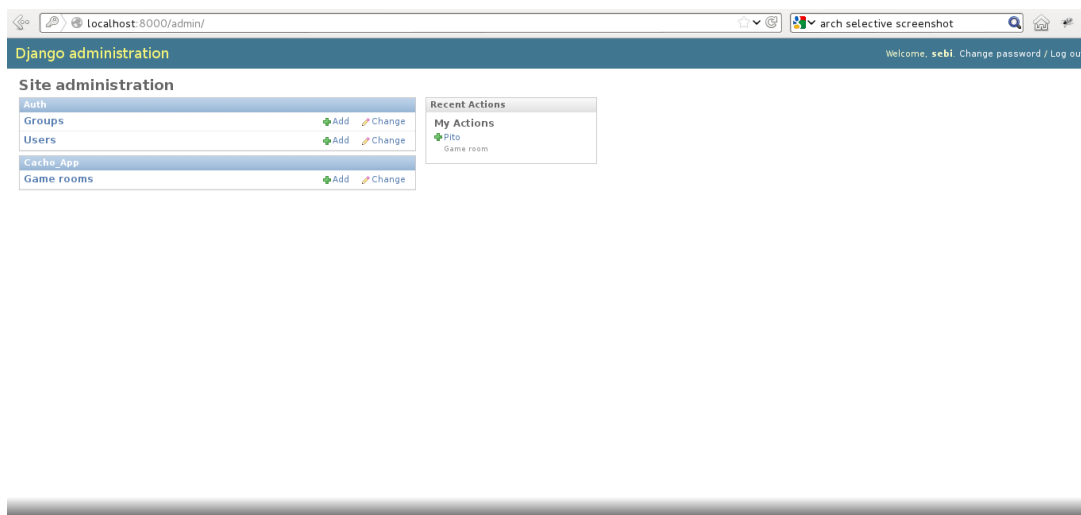 localhost:8000/admin/
arch selective screenshot
Django administration
Welcome, sebi. Change password / Log ou
Site administration
Auth
Groups Add Change
Users Add Change
Cacho_App
Game rooms Add Change
Recent Actions
My Actions
Pito
Game room